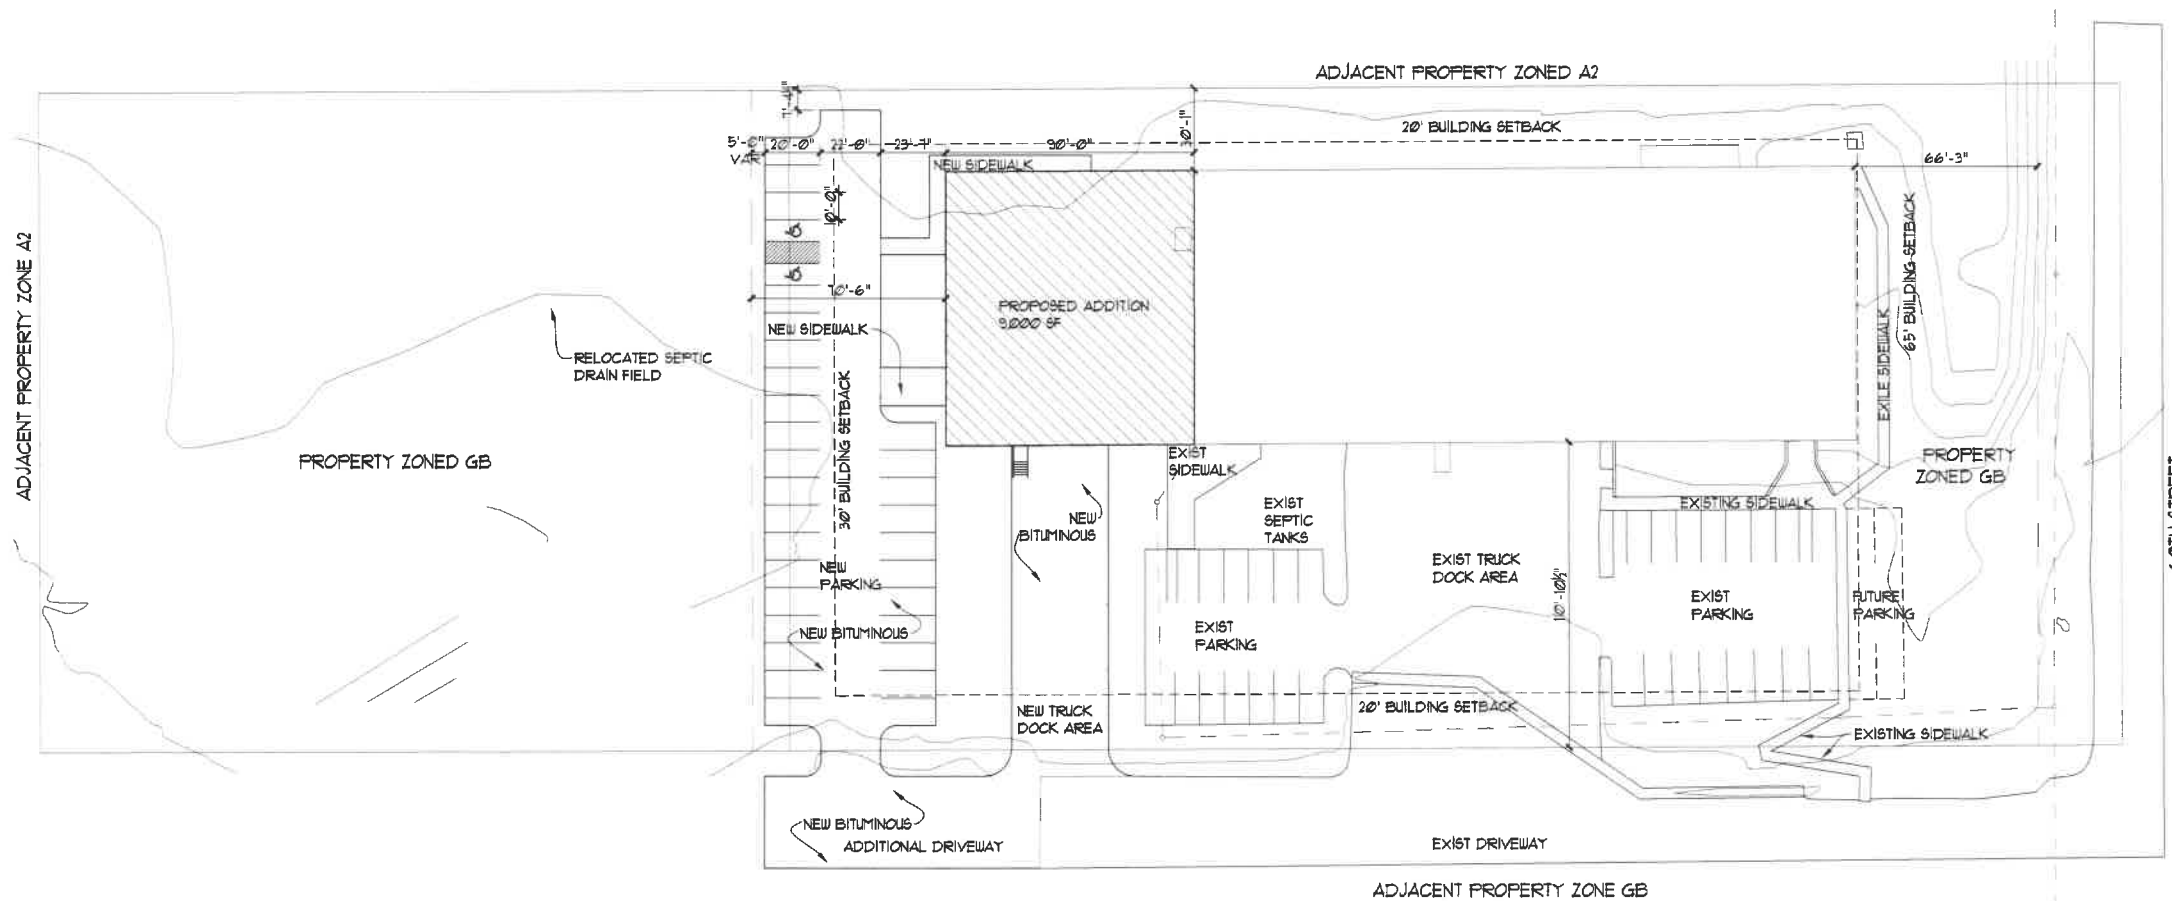 ADJACENT PROPERTY ZONED A2
20' BUILDING SETBACK
30'-1"
5'-0"
VAR
20'-0"
22'-6"
23'-7"
90'-0"
NEW SIDEWALK
66'-3"
10'-0"
65' BUILDING SETBACK
ADJACENT PROPERTY ZONE A2
70'-6"
PROPOSED ADDITION
9,000 SF
NEW SIDEWALK
RELOCATED SEPTIC
DRAIN FIELD
EXILE SIDEWALK
30' BUILDING SETBACK
PROPERTY ZONED GB
EXIST
SIDEWALK
PROPERTY
ZONED GB
EXIST
SEPTIC
TANKS
EXISTING SIDEWALK
NEW
BITUMINOUS
NEW
PARKING
EXIST TRUCK
DOCK AREA
EXIST
PARKING
FUTURE
PARKING
NEW BITUMINOUS
EXIST
PARKING
NEW TRUCK
DOCK AREA
20' BUILDING SETBACK
EXISTING SIDEWALK
NEW BITUMINOUS
ADDITIONAL DRIVEWAY
EXIST DRIVEWAY
ADJACENT PROPERTY ZONE GB